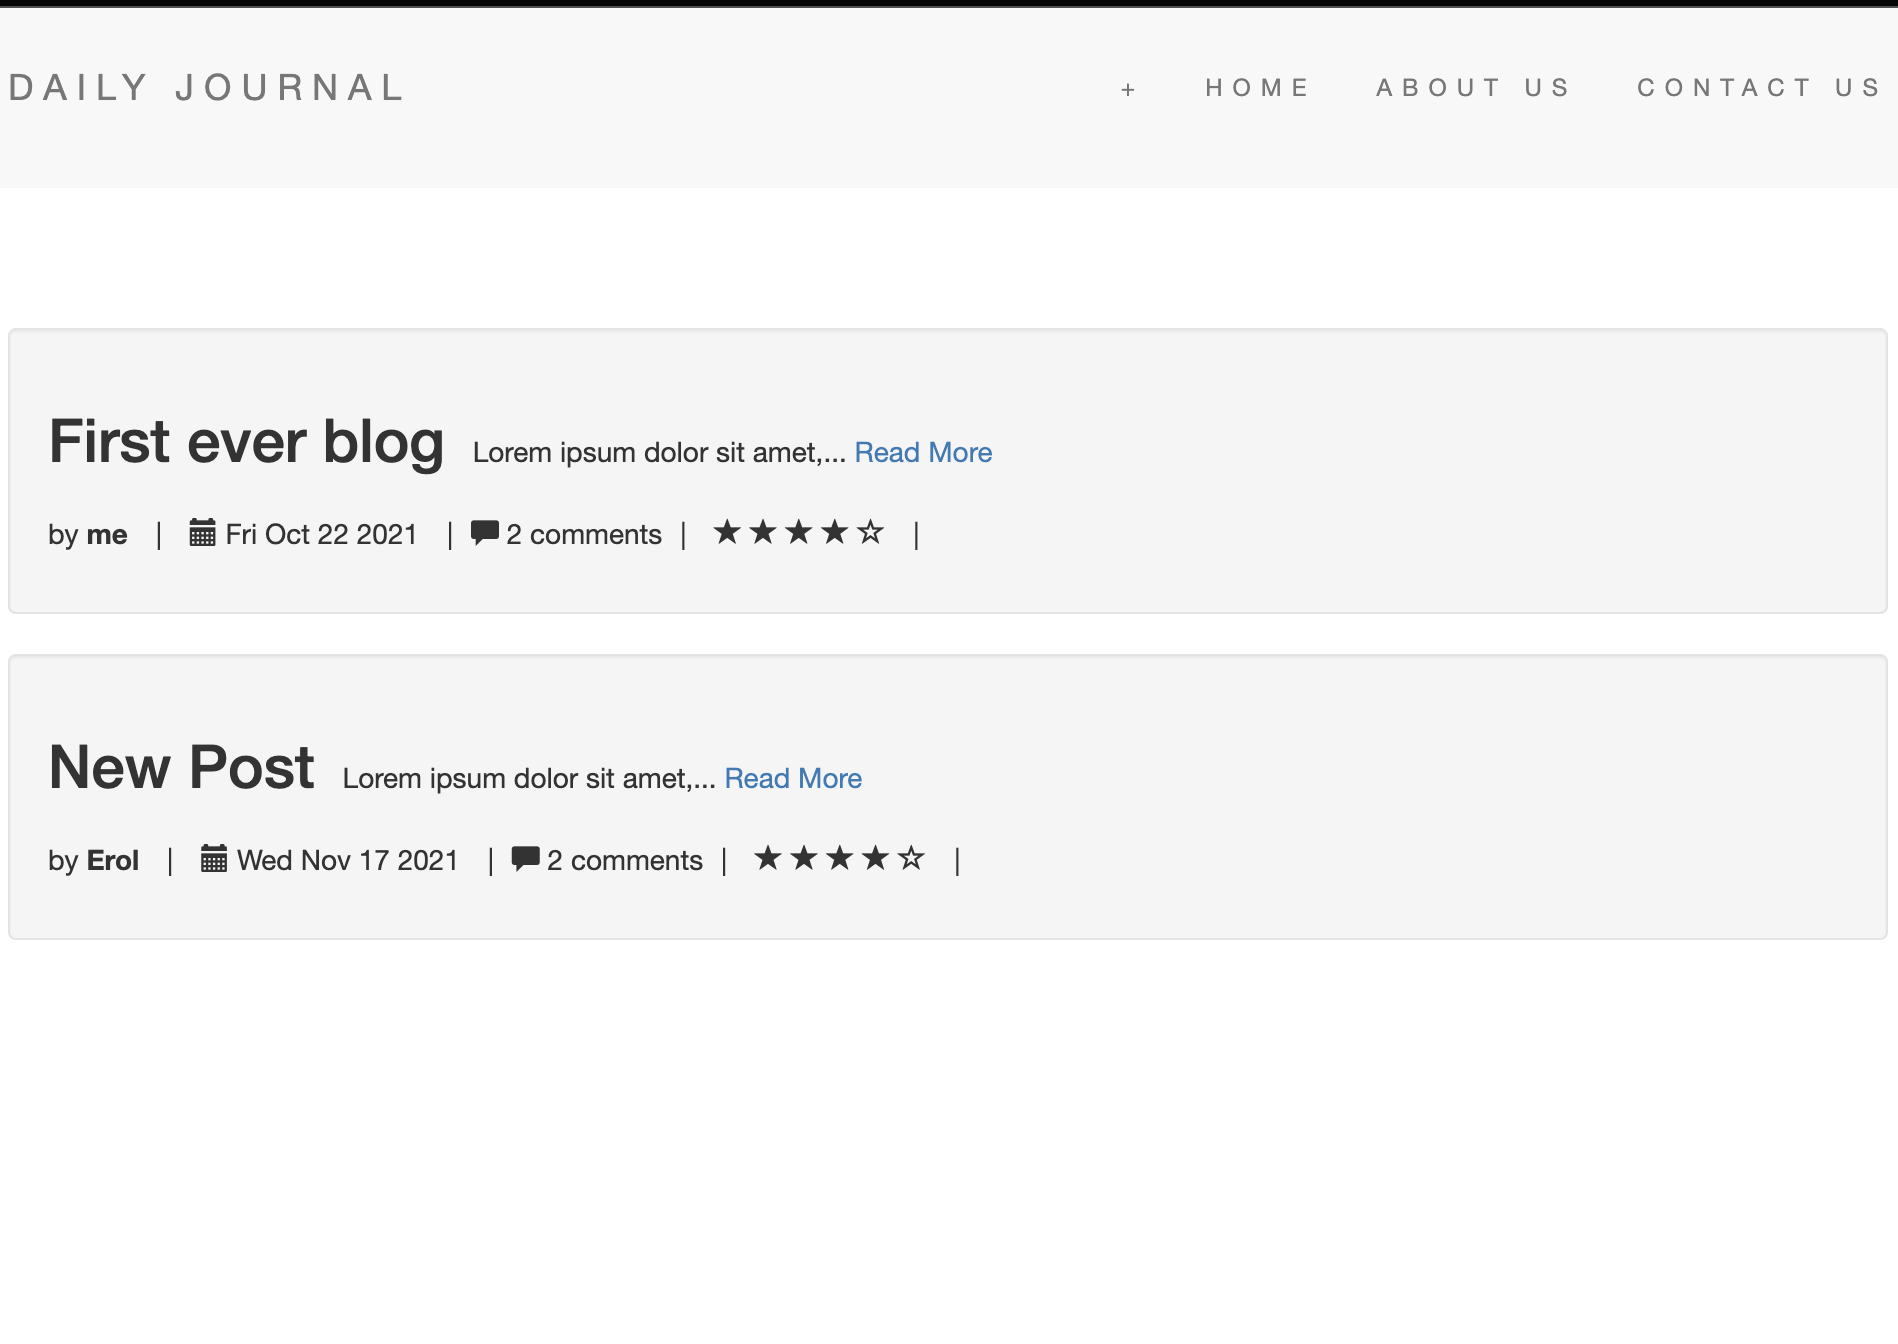 DAILY JOURNAL + HOME ABOUT US CONTACT US
First ever blog Lorem ipsum dolor sit amet,... Read More
by me | Fri Oct 22 2021 | 2 comments | ★★★★☆ |
New Post Lorem ipsum dolor sit amet,... Read More
by Erol | Wed Nov 17 2021 | 2 comments | ★★★★☆ |